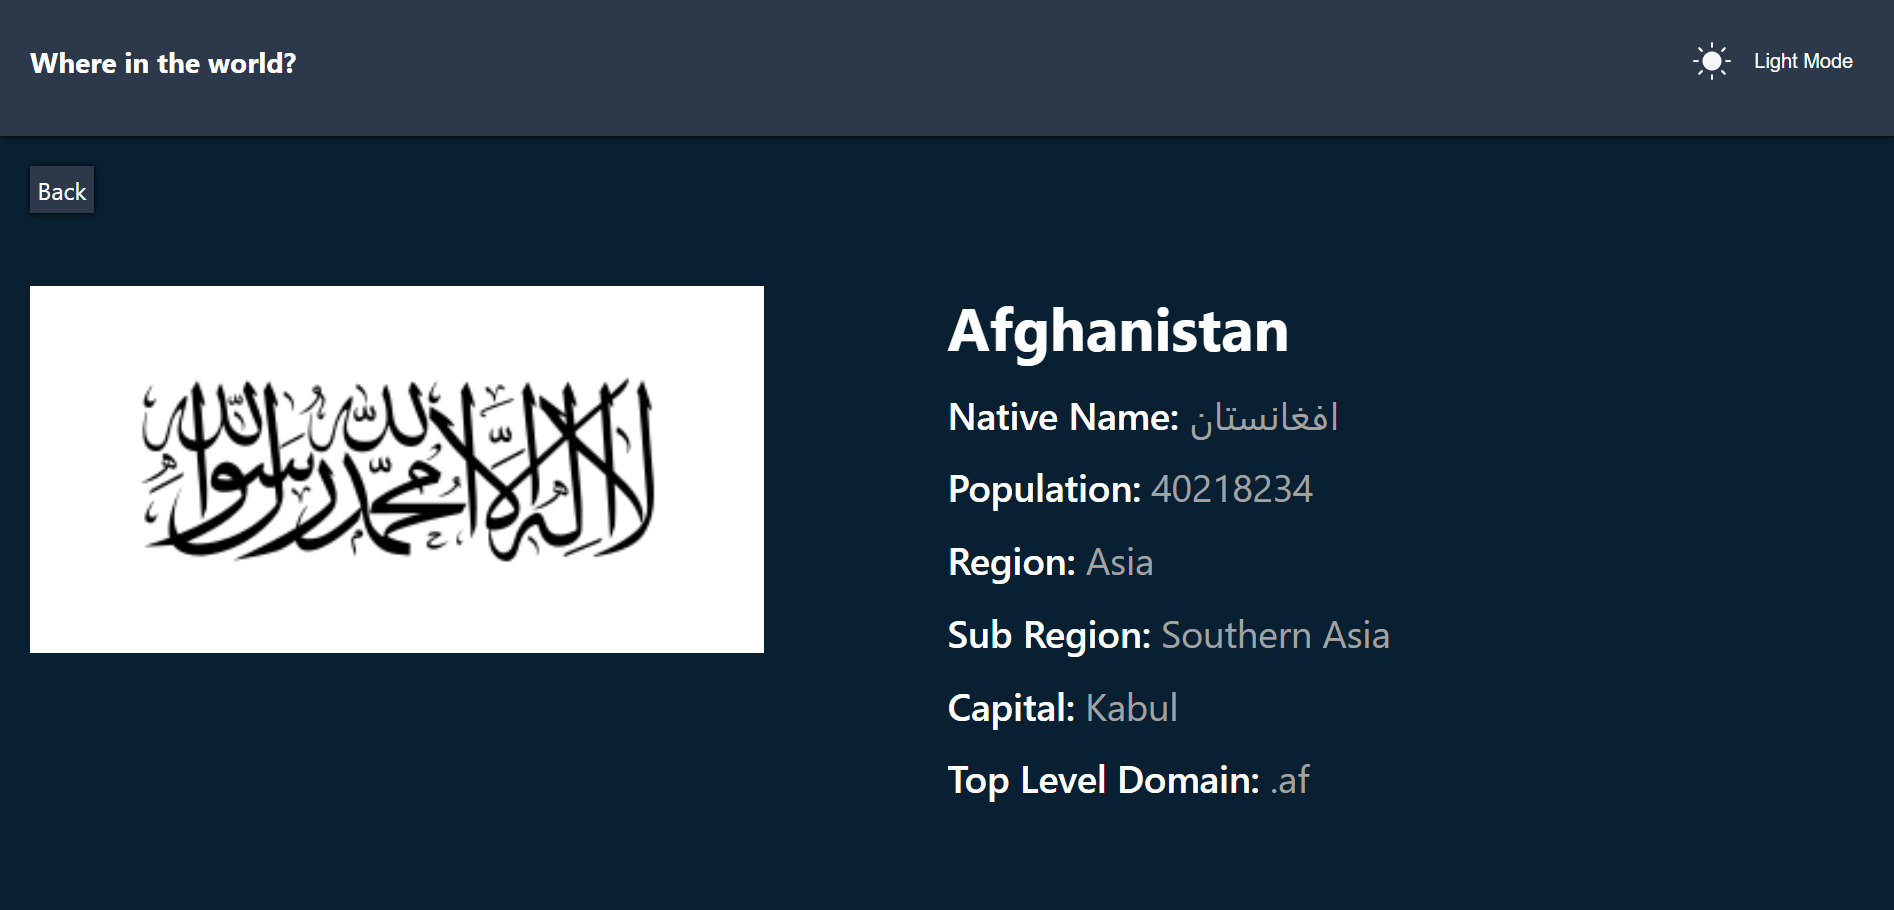 Where in the world?
Light Mode
Back
لا إله إلا الله محمد رسول الله
Afghanistan
Native Name: افغانستان
Population: 40218234
Region: Asia
Sub Region: Southern Asia
Capital: Kabul
Top Level Domain: .af